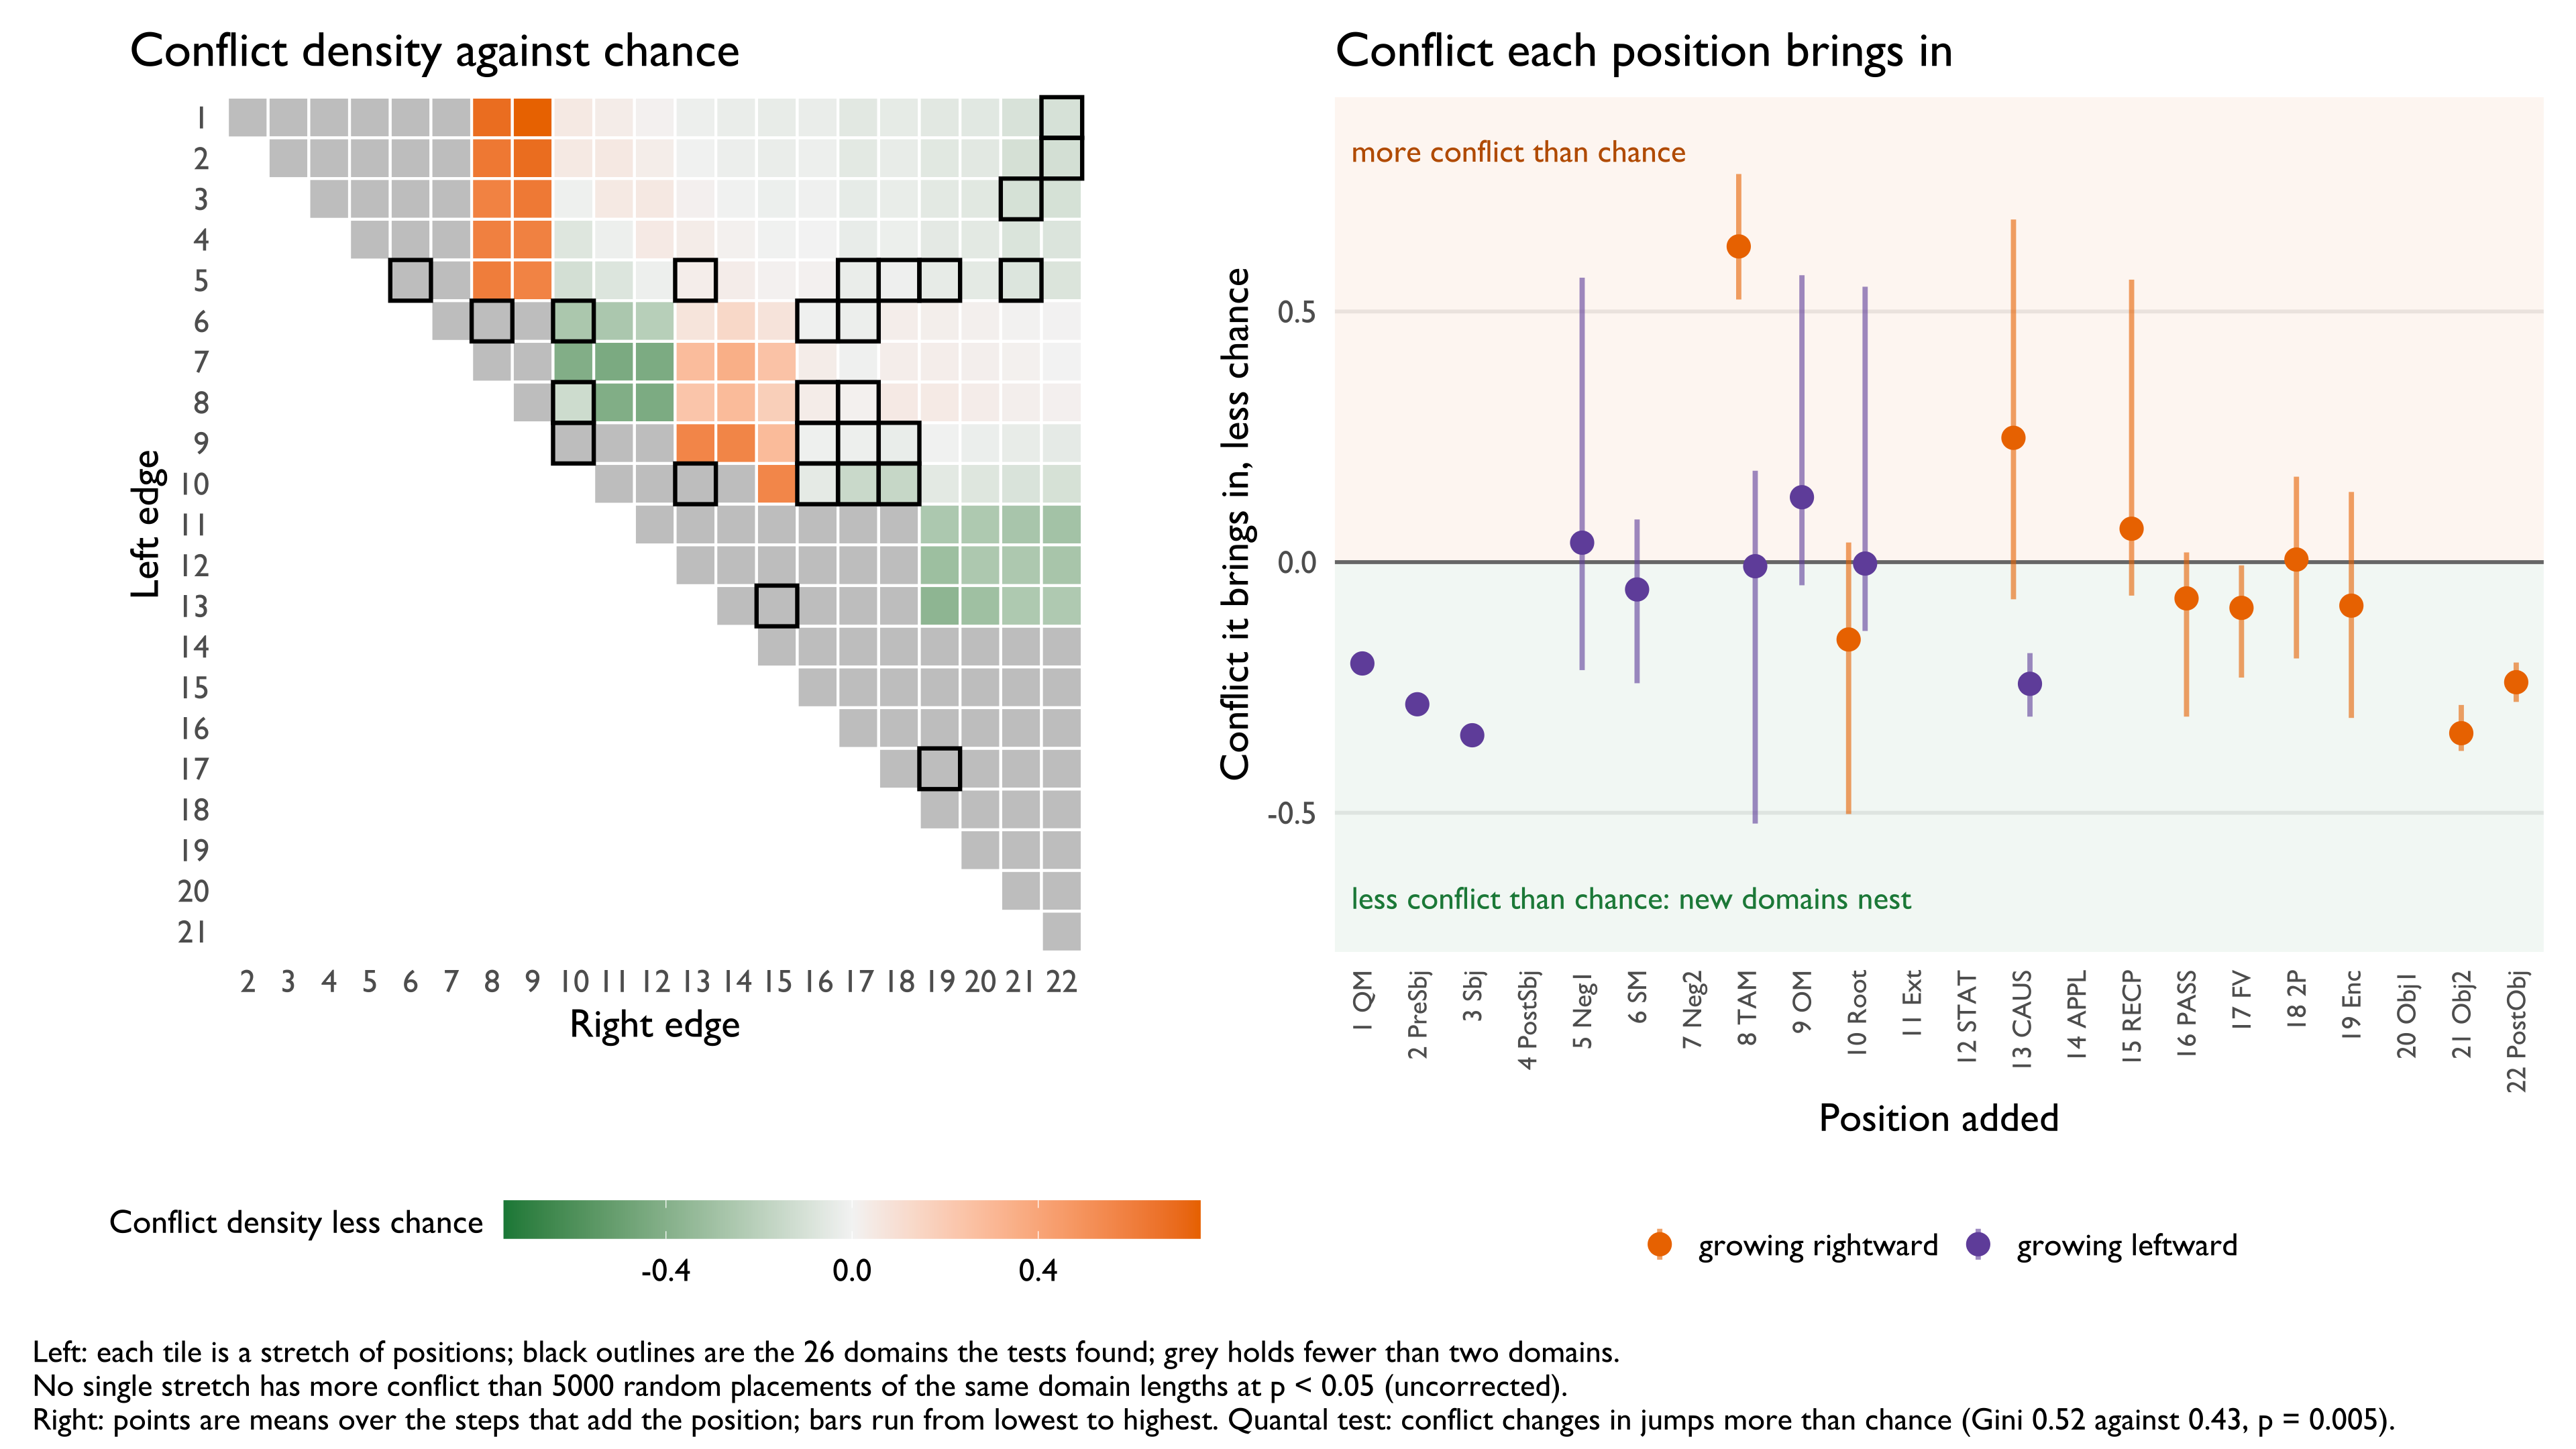 Conflict density against chance
Conflict each position brings in
Left edge
1
2
3
4
5
6
7
8
9
10
11
12
13
14
15
16
17
18
19
20
21
2 3 4 5 6 7 8 9 10 11 12 13 14 15 16 17 18 19 20 21 22
Right edge
Conflict density less chance
-0.4 0.0 0.4
Conflict it brings in, less chance
0.5
0.0
-0.5
more conflict than chance
less conflict than chance: new domains nest
1 QM
2 PreSbj
3 Sbj
4 PostSbj
5 Neg1
6 SM
7 Neg2
8 TAM
9 OM
10 Root
11 Ext
12 STAT
13 CAUS
14 APPL
15 RECP
16 PASS
17 FV
18 2P
19 Enc
20 Obj1
21 Obj2
22 PostObj
Position added
growing rightward growing leftward
Left: each tile is a stretch of positions; black outlines are the 26 domains the tests found; grey holds fewer than two domains.
No single stretch has more conflict than 5000 random placements of the same domain lengths at p < 0.05 (uncorrected).
Right: points are means over the steps that add the position; bars run from lowest to highest. Quantal test: conflict changes in jumps more than chance (Gini 0.52 against 0.43, p = 0.005).